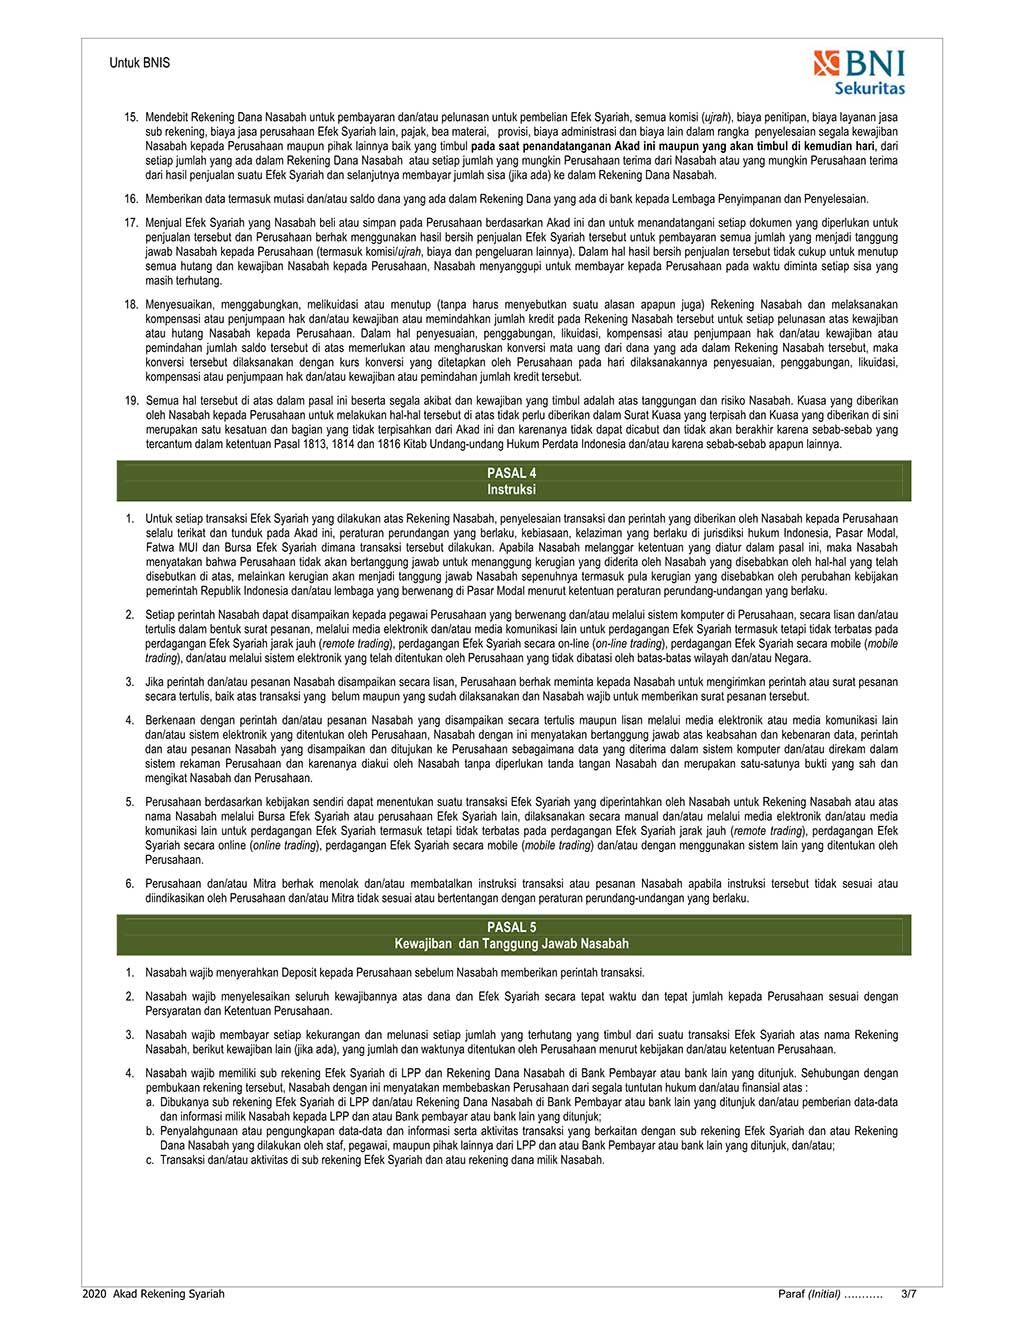 Untuk BNIS
BNI
Sekuritas
15. Mendebit Rekening Dana Nasabah untuk pembayaran dan/atau pelunasan untuk pembelian Efek Syariah, semua komisi (ujrah), biaya penitipan, biaya layanan jasa
sub rekening, biaya jasa perusahaan Efek Syariah lain, pajak, bea materai, provisi, biaya administrasi dan biaya lain dalam rangka penyelesaian segala kewajiban
Nasabah kepada Perusahaan maupun pihak lainnya baik yang timbul pada saat penandatanganan Akad ini maupun yang akan timbul di kemudian hari, dari
setiap jumlah yang ada dalam Rekening Dana Nasabah atau setiap jumlah yang mungkin Perusahaan terima dari Nasabah atau yang mungkin Perusahaan terima
dari hasil penjualan suatu Efek Syariah dan selanjutnya membayar jumlah sisa (jika ada) ke dalam Rekening Dana Nasabah.
16. Memberikan data termasuk mutasi dan/atau saldo dana yang ada dalam Rekening Dana yang ada di bank kepada Lembaga Penyimpanan dan Penyelesaian.
17. Menjual Efek Syariah yang Nasabah beli atau simpan pada Perusahaan berdasarkan Akad ini dan untuk menandatangani setiap dokumen yang diperlukan untuk
penjualan tersebut dan Perusahaan berhak menggunakan hasil bersih penjualan Efek Syariah tersebut untuk pembayaran semua jumlah yang menjadi tanggung
jawab Nasabah kepada Perusahaan (termasuk komisi/ujrah, biaya dan pengeluaran lainnya). Dalam hal hasil bersih penjualan tersebut tidak cukup untuk menutup
semua hutang dan kewajiban Nasabah kepada Perusahaan, Nasabah menyanggupi untuk membayar kepada Perusahaan pada waktu diminta setiap sisa yang
masih terhutang.
18. Menyesuaikan, menggabungkan, melikuidasi atau menutup (tanpa harus menyebutkan suatu alasan apapun juga) Rekening Nasabah dan melaksanakan
kompensasi atau penjumpaan hak dan/atau kewajiban atau memindahkan jumlah kredit pada Rekening Nasabah tersebut untuk setiap pelunasan atas kewajiban
atau hutang Nasabah kepada Perusahaan. Dalam hal penyesuaian, penggabungan, likuidasi, kompensasi atau penjumpaan hak dan/atau kewajiban atau
pemindahan jumlah saldo tersebut di atas memerlukan atau mengharuskan konversi mata uang dari dana yang ada dalam Rekening Nasabah tersebut, maka
konversi tersebut dilaksanakan dengan kurs konversi yang ditetapkan oleh Perusahaan pada hari dilaksanakannya penyesuaian, penggabungan, likuidasi,
kompensasi atau penjumpaan hak dan/atau kewajiban atau pemindahan jumlah kredit tersebut.
19. Semua hal tersebut di atas dalam pasal ini beserta segala akibat dan kewajiban yang timbul adalah atas tanggungan dan risiko Nasabah. Kuasa yang diberikan
oleh Nasabah kepada Perusahaan untuk melakukan hal-hal tersebut di atas tidak perlu diberikan dalam Surat Kuasa yang terpisah dan Kuasa yang diberikan di sini
merupakan satu kesatuan dan bagian yang tidak terpisahkan dari Akad ini dan karenanya tidak dapat dicabut dan tidak akan berakhir karena sebab-sebab yang
tercantum dalam ketentuan Pasal 1813, 1814 dan 1816 Kitab Undang-undang Hukum Perdata Indonesia dan/atau karena sebab-sebab apapun lainnya.
PASAL 4
Instruksi
1. Untuk setiap transaksi Efek Syariah yang dilakukan atas Rekening Nasabah, penyelesaian transaksi dan perintah yang diberikan oleh Nasabah kepada Perusahaan
selalu terikat dan tunduk pada Akad ini, peraturan perundangan yang berlaku, kebiasaan, kelaziman yang berlaku di jurisdiksi hukum Indonesia, Pasar Modal,
Fatwa MUI dan Bursa Efek Syariah dimana transaksi tersebut dilakukan. Apabila Nasabah melanggar ketentuan yang diatur dalam pasal ini, maka Nasabah
menyatakan bahwa Perusahaan tidak akan bertanggung jawab untuk menanggung kerugian yang diderita oleh Nasabah yang disebabkan oleh hal-hal yang telah
disebutkan di atas, melainkan kerugian akan menjadi tanggung jawab Nasabah sepenuhnya termasuk pula kerugian yang disebabkan oleh perubahan kebijakan
pemerintah Republik Indonesia dan/atau lembaga yang berwenang di Pasar Modal menurut ketentuan peraturan perundang-undangan yang berlaku.
2. Setiap perintah Nasabah dapat disampaikan kepada pegawai Perusahaan yang berwenang dan/atau melalui sistem komputer di Perusahaan, secara lisan dan/atau
tertulis dalam bentuk surat pesanan, melalui media elektronik dan/atau media komunikasi lain untuk perdagangan Efek Syariah termasuk tetapi tidak terbatas pada
perdagangan Efek Syariah jarak jauh (remote trading), perdagangan Efek Syariah secara on-line (on-line trading), perdagangan Efek Syariah secara mobile (mobile
trading), dan/atau melalui sistem elektronik yang telah ditentukan oleh Perusahaan yang tidak dibatasi oleh batas-batas wilayah dan/atau Negara.
3. Jika perintah dan/atau pesanan Nasabah disampaikan secara lisan, Perusahaan berhak meminta kepada Nasabah untuk mengirimkan perintah atau surat pesanan
secara tertulis, baik atas transaksi yang belum maupun yang sudah dilaksanakan dan Nasabah wajib untuk memberikan surat pesanan tersebut.
4. Berkenaan dengan perintah dan/atau pesanan Nasabah yang disampaikan secara tertulis maupun lisan melalui media elektronik atau media komunikasi lain
dan/atau sistem elektronik yang ditentukan oleh Perusahaan, Nasabah dengan ini menyatakan bertanggung jawab atas keabsahan dan kebenaran data, perintah
dan atau pesanan Nasabah yang disampaikan dan ditujukan ke Perusahaan sebagaimana data yang diterima dalam sistem komputer dan/atau direkam dalam
sistem rekaman Perusahaan dan karenanya diakui oleh Nasabah tanpa diperlukan tanda tangan Nasabah dan merupakan satu-satunya bukti yang sah dan
mengikat Nasabah dan Perusahaan.
5. Perusahaan berdasarkan kebijakan sendiri dapat menentukan suatu transaksi Efek Syariah yang diperintahkan oleh Nasabah untuk Rekening Nasabah atau atas
nama Nasabah melalui Bursa Efek Syariah atau perusahaan Efek Syariah lain, dilaksanakan secara manual dan/atau melalui media elektronik dan/atau media
komunikasi lain untuk perdagangan Efek Syariah termasuk tetapi tidak terbatas pada perdagangan Efek Syariah jarak jauh (remote trading), perdagangan Efek
Syariah secara online (online trading), perdagangan Efek Syariah secara mobile (mobile trading) dan/atau dengan menggunakan sistem lain yang ditentukan oleh
Perusahaan.
6. Perusahaan dan/atau Mitra berhak menolak dan/atau membatalkan instruksi transaksi atau pesanan Nasabah apabila instruksi tersebut tidak sesuai atau
diindikasikan oleh Perusahaan dan/atau Mitra tidak sesuai atau bertentangan dengan peraturan perundang-undangan yang berlaku.
PASAL 5
Kewajiban dan Tanggung Jawab Nasabah
1. Nasabah wajib menyerahkan Deposit kepada Perusahaan sebelum Nasabah memberikan perintah transaksi.
2. Nasabah wajib menyelesaikan seluruh kewajibannya atas dana dan Efek Syariah secara tepat waktu dan tepat jumlah kepada Perusahaan sesuai dengan
Persyaratan dan Ketentuan Perusahaan.
3. Nasabah wajib membayar setiap kekurangan dan melunasi setiap jumlah yang terhutang yang timbul dari suatu transaksi Efek Syariah atas nama Rekening
Nasabah, berikut kewajiban lain (jika ada), yang jumlah dan waktunya ditentukan oleh Perusahaan menurut kebijakan dan/atau ketentuan Perusahaan.
4. Nasabah wajib memiliki sub rekening Efek Syariah di LPP dan Rekening Dana Nasabah di Bank Pembayar atau bank lain yang ditunjuk. Sehubungan dengan
pembukaan rekening tersebut, Nasabah dengan ini menyatakan membebaskan Perusahaan dari segala tuntutan hukum dan/atau finansial atas :
a. Dibukanya sub rekening Efek Syariah di LPP dan/atau Rekening Dana Nasabah di Bank Pembayar atau bank lain yang ditunjuk dan/atau pemberian data-data
dan informasi milik Nasabah kepada LPP dan atau Bank pembayar atau bank lain yang ditunjuk;
b. Penyalahgunaan atau pengungkapan data-data dan informasi serta aktivitas transaksi yang berkaitan dengan sub rekening Efek Syariah dan atau Rekening
Dana Nasabah yang dilakukan oleh staf, pegawai, maupun pihak lainnya dari LPP dan atau Bank Pembayar atau bank lain yang ditunjuk, dan/atau;
c. Transaksi dan/atau aktivitas di sub rekening Efek Syariah dan atau rekening dana milik Nasabah.
2020 Akad Rekening Syariah
Paraf (Initial) ........... 3/7